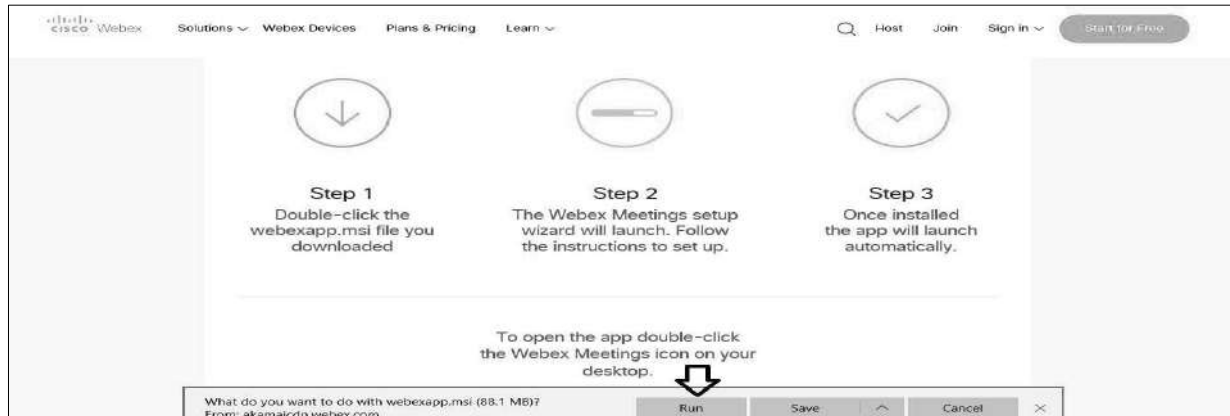 cisco Webex
Solutions Webex Devices Plans & Pricing Learn Host Join Sign in Start for Free
Step 1
Double-click the
webexapp.msi file you
downloaded
Step 2
The Webex Meetings setup
wizard will launch. Follow
the instructions to set up.
Step 3
Once installed
the app will launch
automatically.
To open the app double-click
the Webex Meetings icon on your
desktop.
What do you want to do with webexapp.msi (88.1 MB)?
From: akamaicdn.webex.com
Run Save Cancel